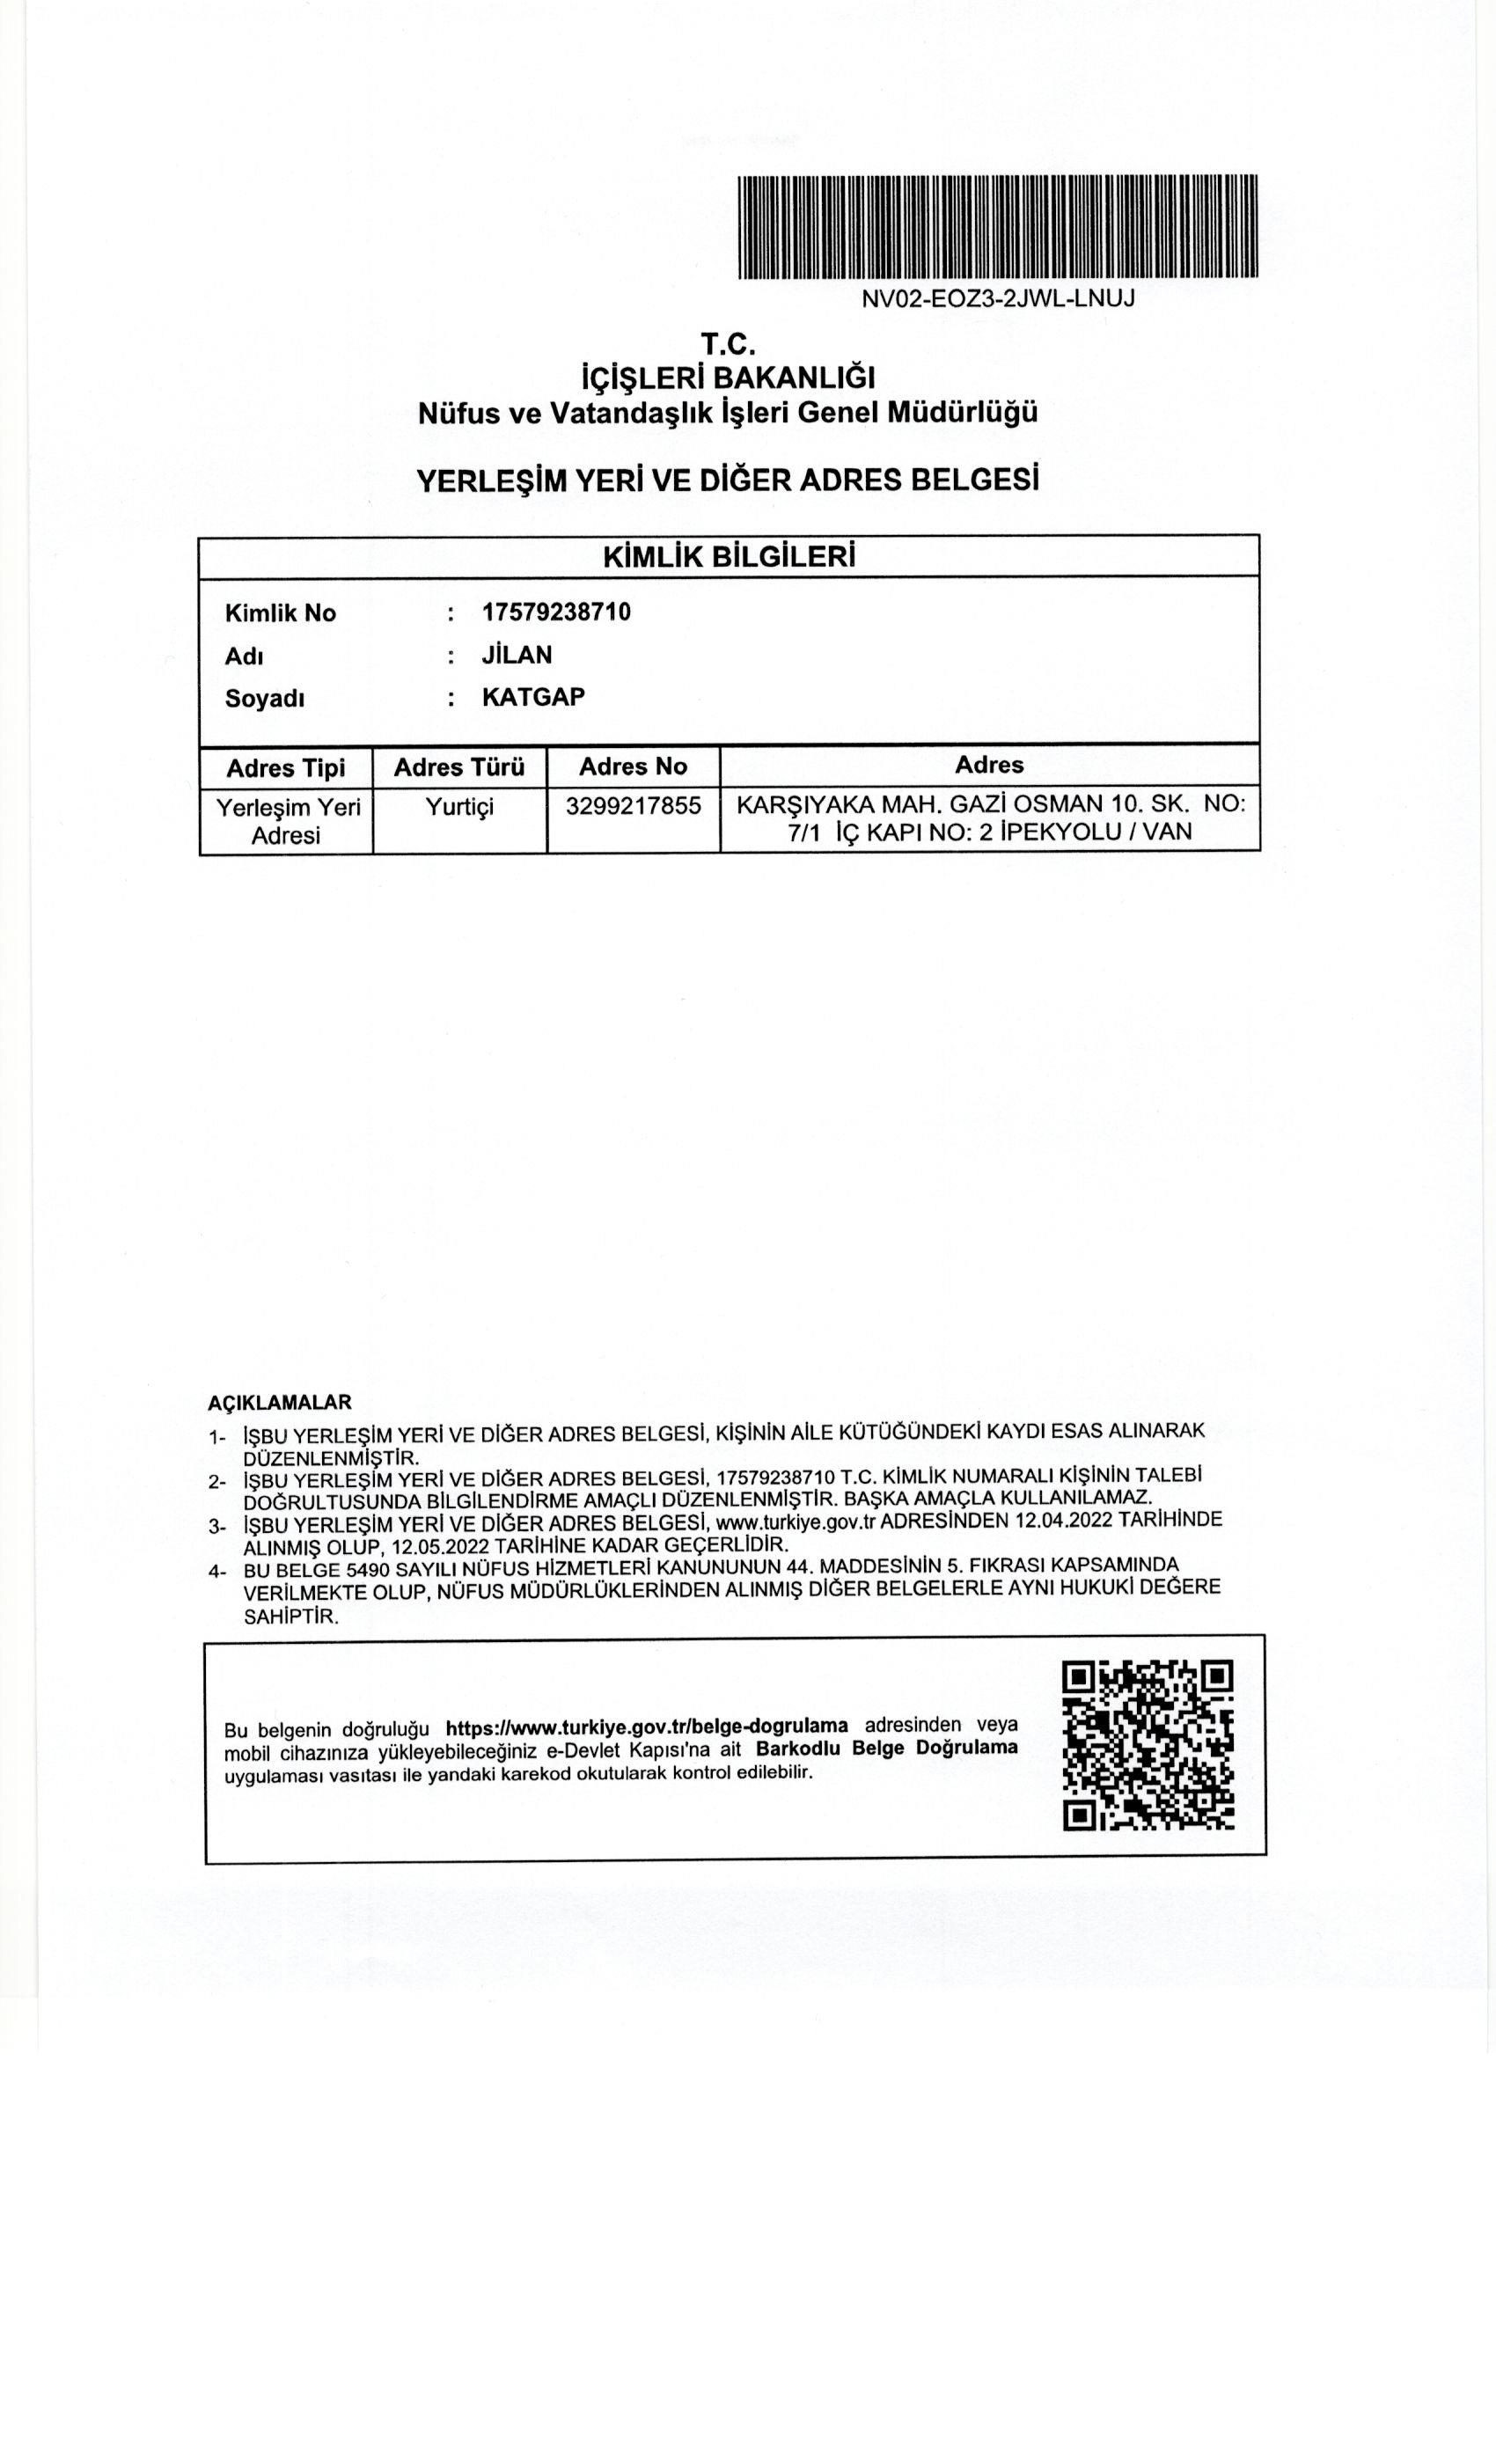 NV02-EOZ3-2JWL-LNUJ
T.C.
İÇİŞLERİ BAKANLIĞI
Nüfus ve Vatandaşlık İşleri Genel Müdürlüğü
YERLEŞİM YERİ VE DİĞER ADRES BELGESİ
KİMLİK BİLGİLERİ
Kimlik No : 17579238710
Adı : JİLAN
Soyadı : KATGAP
Adres Tipi Adres Türü Adres No Adres
Yerleşim Yeri Yurtiçi 3299217855 KARŞIYAKA MAH. GAZİ OSMAN 10. SK. NO:
Adresi 7/1 İÇ KAPI NO: 2 İPEKYOLU / VAN
AÇIKLAMALAR
1- İŞBU YERLEŞİM YERİ VE DİĞER ADRES BELGESİ, KİŞİNİN AİLE KÜTÜĞÜNDEKİ KAYDI ESAS ALINARAK
DÜZENLENMİŞTİR.
2- İŞBU YERLEŞİM YERİ VE DİĞER ADRES BELGESİ, 17579238710 T.C. KİMLİK NUMARALI KİŞİNİN TALEBİ
DOĞRULTUSUNDA BİLGİLENDİRME AMAÇLI DÜZENLENMİŞTİR. BAŞKA AMAÇLA KULLANILAMAZ.
3- İŞBU YERLEŞİM YERİ VE DİĞER ADRES BELGESİ, www.turkiye.gov.tr ADRESİNDEN 12.04.2022 TARİHİNDE
ALINMIŞ OLUP, 12.05.2022 TARİHİNE KADAR GEÇERLİDİR.
4- BU BELGE 5490 SAYILI NÜFUS HİZMETLERİ KANUNUNUN 44. MADDESİNİN 5. FIKRASI KAPSAMINDA
VERİLMEKTE OLUP, NÜFUS MÜDÜRLÜKLERİNDEN ALINMIŞ DİĞER BELGELERLE AYNI HUKUKİ DEĞERE
SAHİPTİR.
Bu belgenin doğruluğu https://www.turkiye.gov.tr/belge-dogrulama adresinden veya
mobil cihazınıza yükleyebileceğiniz e-Devlet Kapısı'na ait Barkodlu Belge Doğrulama
uygulaması vasıtası ile yandaki karekod okutularak kontrol edilebilir.